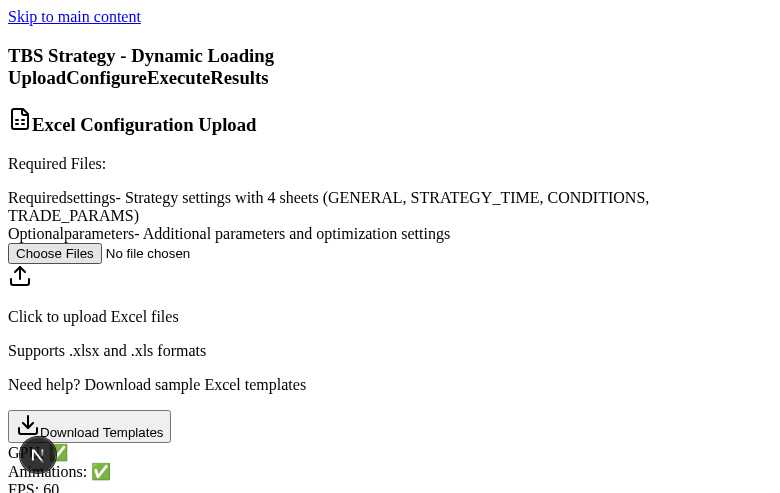 Skip to main content
TBS Strategy - Dynamic Loading
UploadConfigureExecuteResults
Excel Configuration Upload
Required Files:
Requiredsettings- Strategy settings with 4 sheets (GENERAL, STRATEGY_TIME, CONDITIONS,
TRADE_PARAMS)
Optionalparameters- Additional parameters and optimization settings
Choose Files No file chosen
Click to upload Excel files
Supports .xlsx and .xls formats
Need help? Download sample Excel templates
Download Templates
✅
Animations: ✅
FPS: 60